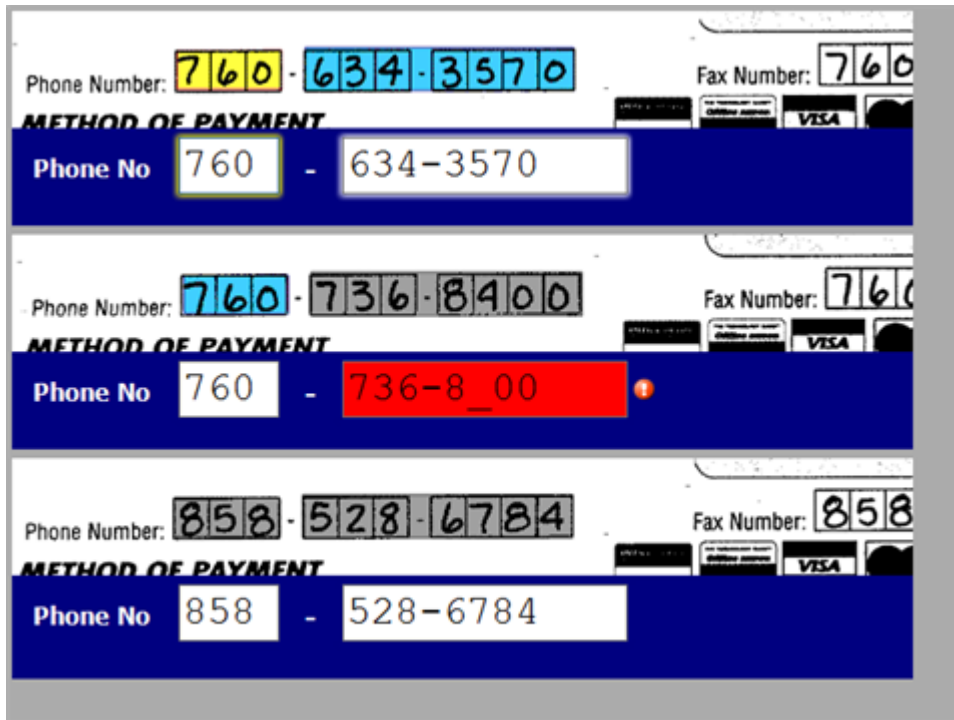 Phone Number: 760-634-3570 Fax Number: 760
METHOD OF PAYMENT VISA
Phone No 760 - 634-3570
Phone Number: 760-736-8400 Fax Number: 760
METHOD OF PAYMENT VISA
Phone No 760 - 736-8_00
Phone Number: 858-528-6784 Fax Number: 858
METHOD OF PAYMENT VISA
Phone No 858 - 528-6784